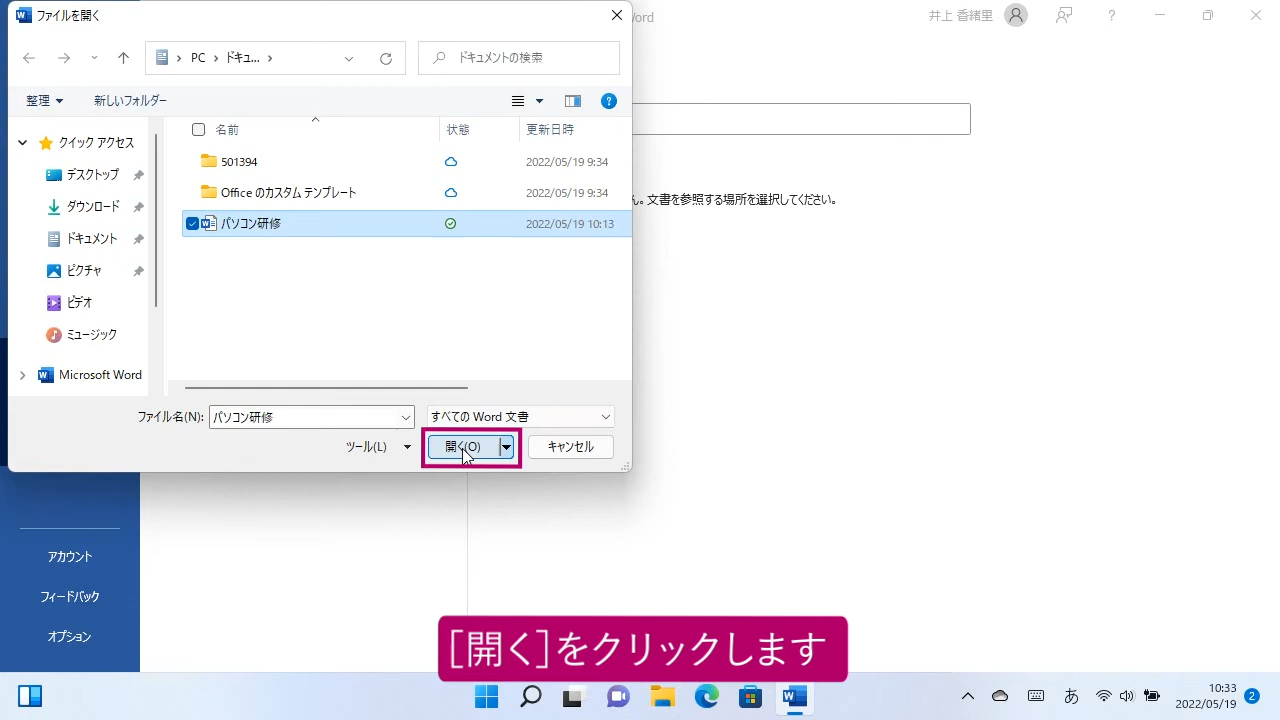 ファイルを開く
ord
井上 香緒里
?
PC
ドキュ...
ドキュメントの検索
整理
新しいフォルダー
?
名前
状態
更新日時
クイック アクセス
デスクトップ
ダウンロード
ドキュメント
ピクチャ
ビデオ
ミュージック
Microsoft Word
501394
2022/05/19 9:34
Office のカスタム テンプレート
2022/05/19 9:34
パソコン研修
2022/05/19 10:13
ん。文書を参照する場所を選択してください。
ファイル名(N):
パソコン研修
すべての Word 文書
ツール(L)
開く(O)
キャンセル
アカウント
フィードバック
オプション
[開く]をクリックします
あ
10:33
2022/05/19
2